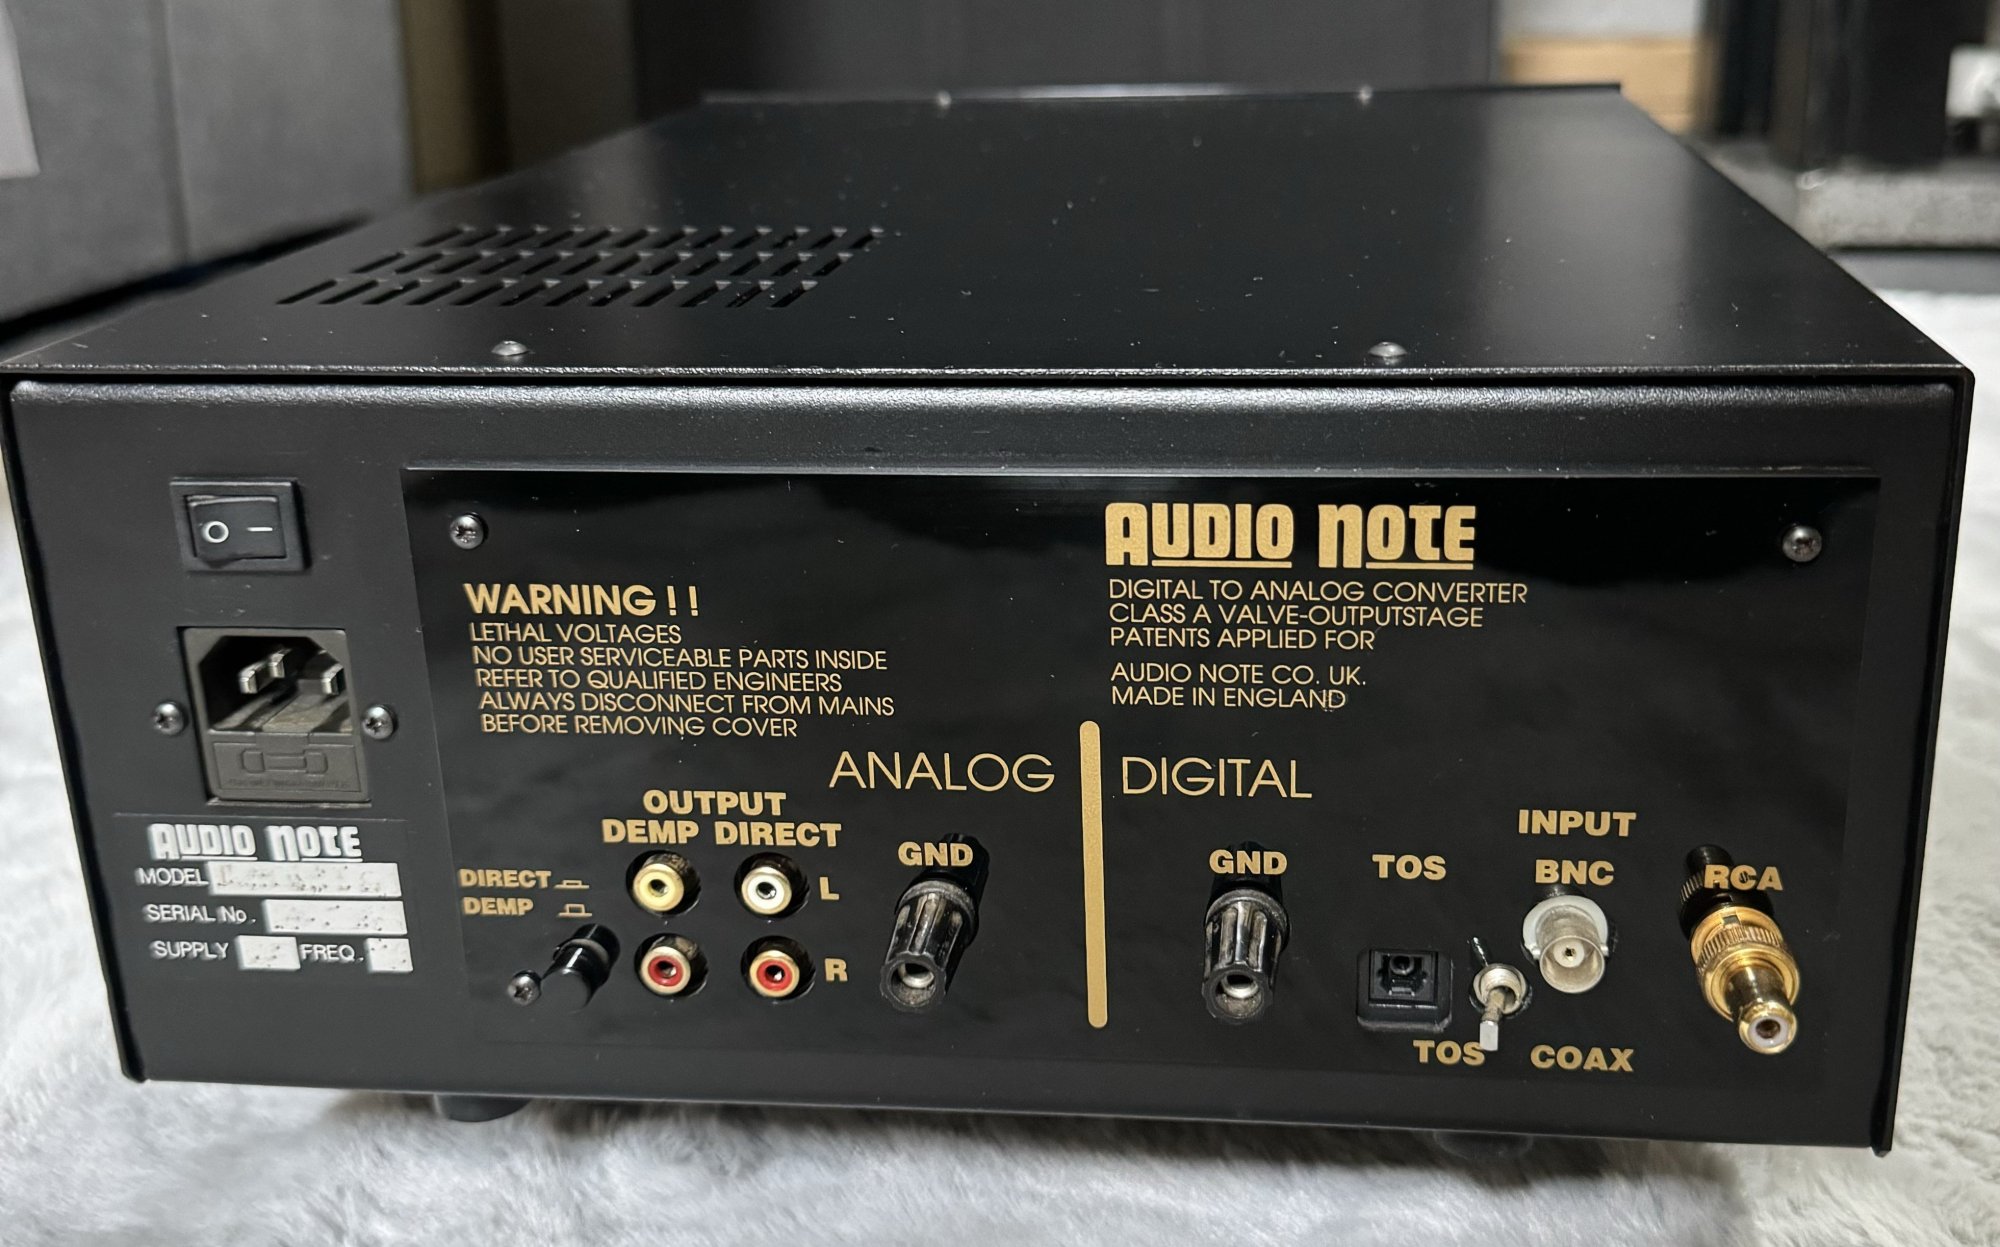 AUDIO NOTE
DIGITAL TO ANALOG CONVERTER
CLASS A VALVE-OUTPUTSTAGE
PATENTS APPLIED FOR
AUDIO NOTE CO. UK.
MADE IN ENGLAND
WARNING ! !
LETHAL VOLTAGES
NO USER SERVICEABLE PARTS INSIDE
REFER TO QUALIFIED ENGINEERS
ALWAYS DISCONNECT FROM MAINS
BEFORE REMOVING COVER
ANALOG
DIGITAL
OUTPUT
DEMP DIRECT
DIRECT
DEMP
L
R
GND
GND
INPUT
TOS
BNC
RCA
TOS
COAX
AUDIO NOTE
MODEL
SERIAL No.
SUPPLY FREQ.